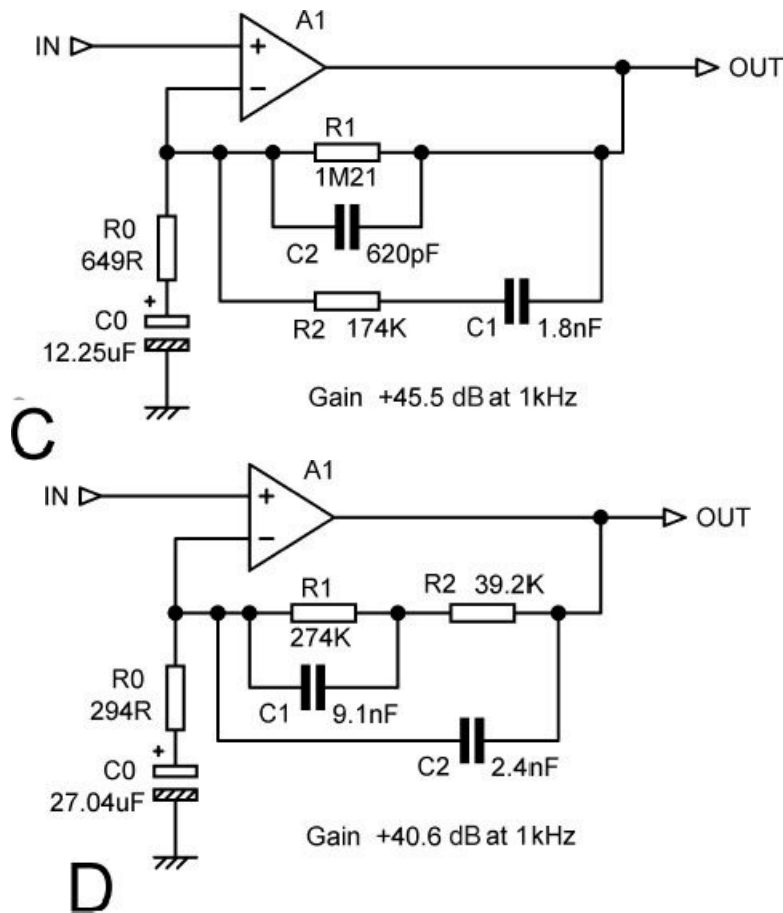 A1
IN
+
OUT
−
R1
1M21
R0
649R
C2
620pF
+
C0
12.25uF
R2
174K
C1
1.8nF
Gain +45.5 dB at 1kHz
C
A1
IN
+
OUT
−
R1
R2
39.2K
274K
R0
294R
C1
9.1nF
+
C0
27.04uF
C2
2.4nF
Gain +40.6 dB at 1kHz
D